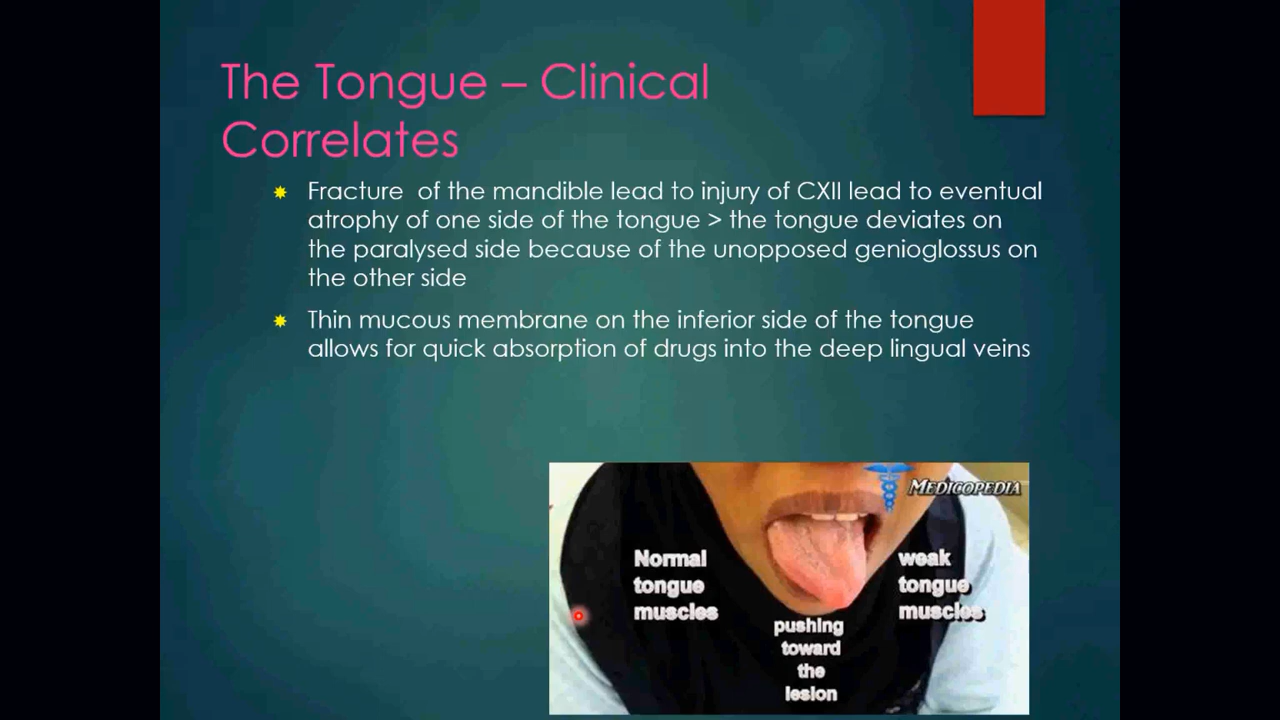 The Tongue – Clinical
Correlates
Fracture of the mandible lead to injury of CXII lead to eventual
atrophy of one side of the tongue > the tongue deviates on
the paralysed side because of the unopposed genioglossus on
the other side
Thin mucous membrane on the inferior side of the tongue
allows for quick absorption of drugs into the deep lingual veins
MEDICOPEDIA
Normal
tongue
muscles
weak
tongue
muscles
pushing
toward
the
lesion